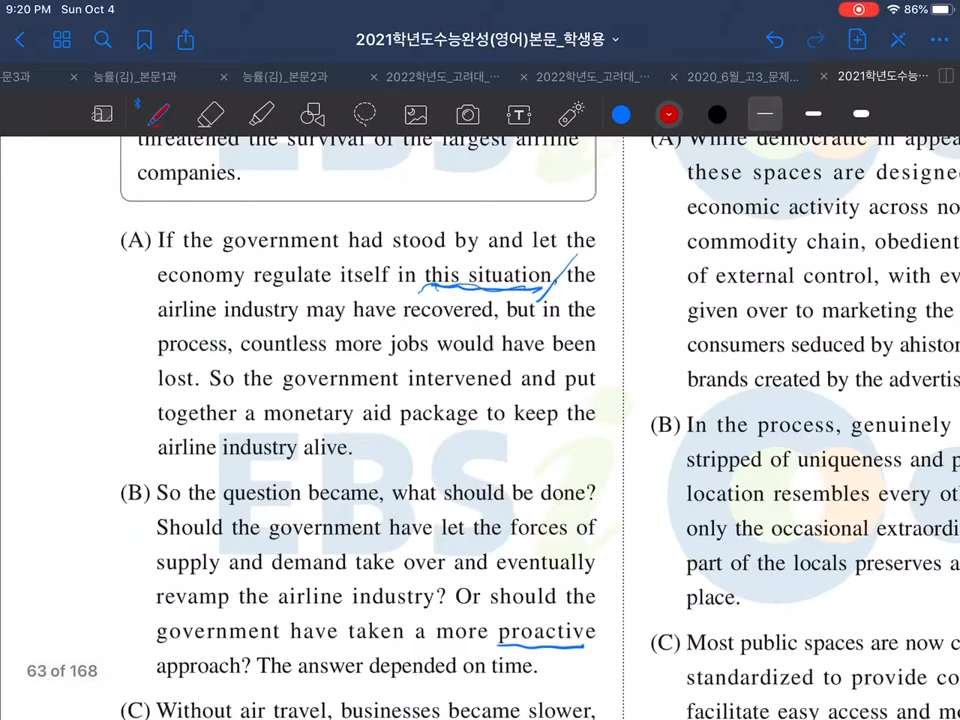 9:20 PM Sun Oct 4
86%
2021학년도수능완성(영어)본문_학생용
문3과
능률(김)_본문1과
능률(김)_본문2과
2022학년도_고려대_…
2022학년도_고려대_…
2020_6월_고3_문제…
2021학년도수능…
threatened the survival of the largest airline
companies.
(A) If the government had stood by and let the
economy regulate itself in this situation, the
airline industry may have recovered, but in the
process, countless more jobs would have been
lost. So the government intervened and put
together a monetary aid package to keep the
airline industry alive.
(B) So the question became, what should be done?
Should the government have let the forces of
supply and demand take over and eventually
revamp the airline industry? Or should the
government have taken a more proactive
approach? The answer depended on time.
(C) Without air travel, businesses became slower,
63 of 168
(A) While democratic in appea
these spaces are designe
economic activity across no
commodity chain, obedient
of external control, with ev
given over to marketing the
consumers seduced by ahistor
brands created by the advertis
(B) In the process, genuinely
stripped of uniqueness and p
location resembles every oth
only the occasional extraordi
part of the locals preserves a
place.
(C) Most public spaces are now c
standardized to provide co
facilitate easy access and mo
EBSi
EBSi